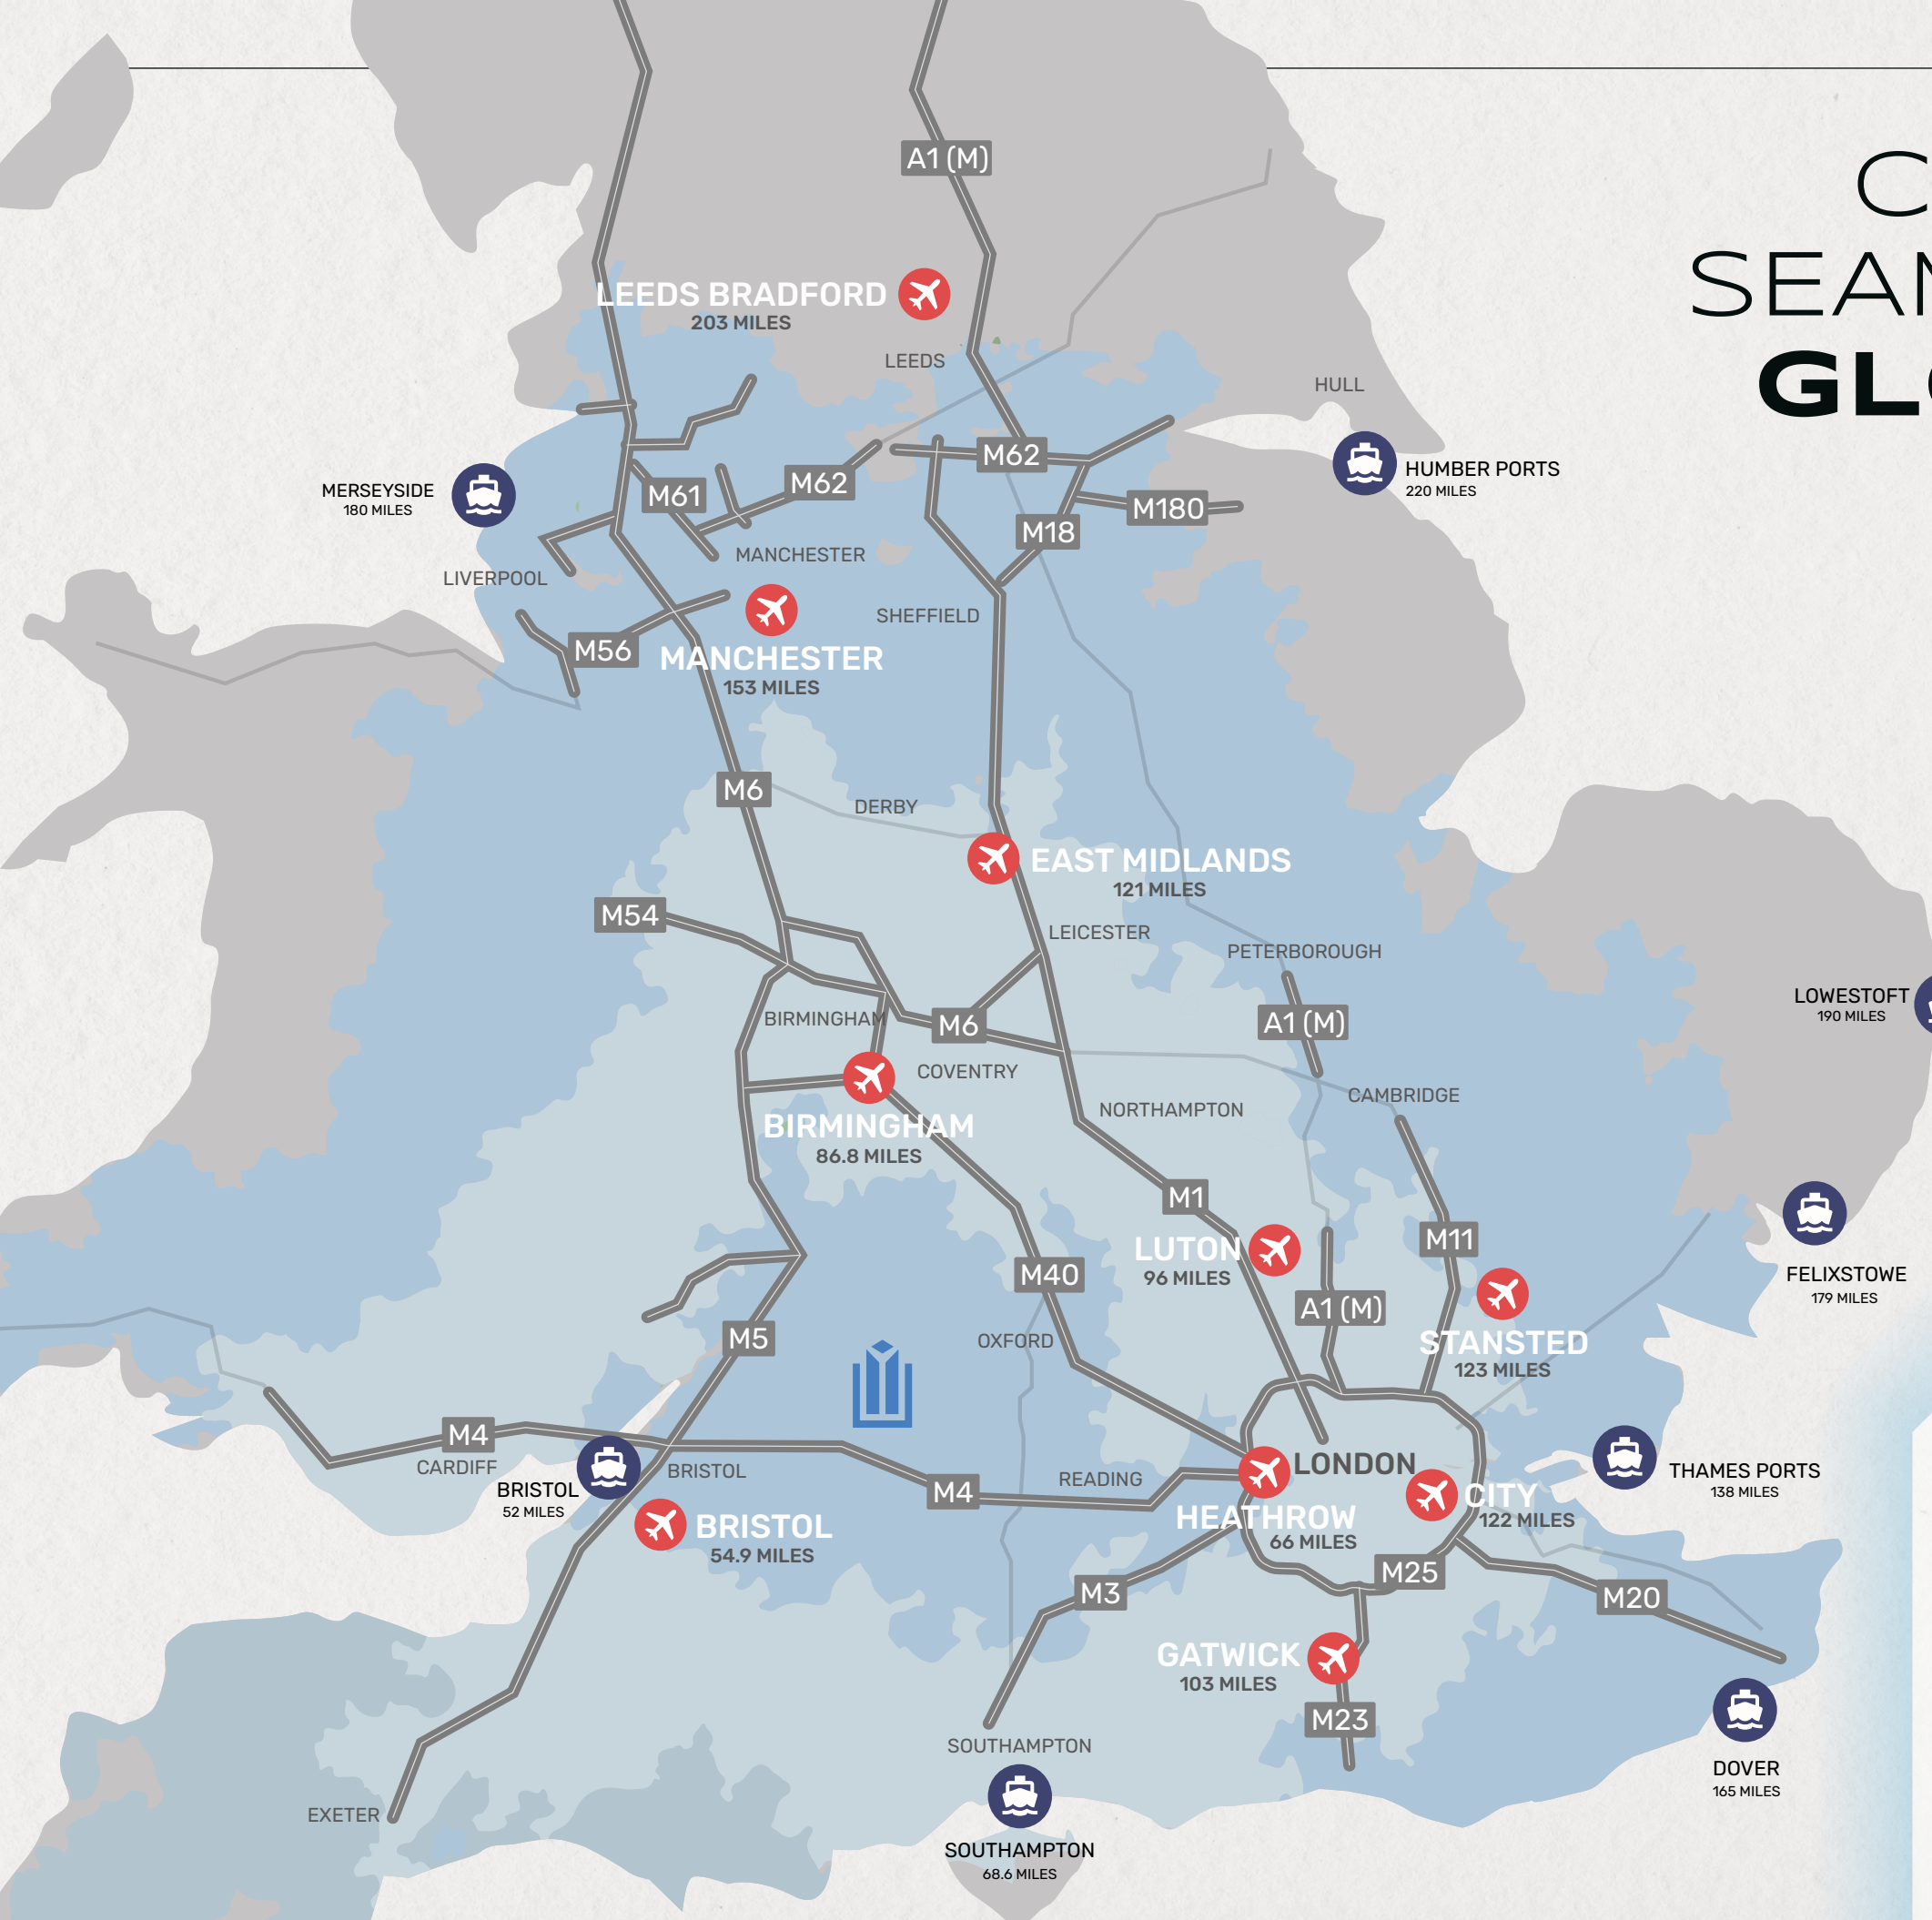 C
SEAM
GLO
A1 (M)
LEEDS BRADFORD
203 MILES
LEEDS
HULL
M62
HUMBER PORTS
220 MILES
MERSEYSIDE
180 MILES
M61
M62
M180
M18
MANCHESTER
LIVERPOOL
SHEFFIELD
M56
MANCHESTER
153 MILES
M6
DERBY
EAST MIDLANDS
121 MILES
M54
LEICESTER
PETERBOROUGH
LOWESTOFT
190 MILES
BIRMINGHAM
M6
A1 (M)
COVENTRY
CAMBRIDGE
NORTHAMPTON
BIRMINGHAM
86.8 MILES
M1
M11
LUTON
96 MILES
M40
FELIXSTOWE
179 MILES
A1 (M)
M5
OXFORD
STANSTED
123 MILES
M4
CARDIFF
BRISTOL
52 MILES
BRISTOL
M4
READING
LONDON
THAMES PORTS
138 MILES
BRISTOL
54.9 MILES
HEATHROW
66 MILES
CITY
122 MILES
M3
M25
M20
GATWICK
103 MILES
M23
SOUTHAMPTON
DOVER
165 MILES
EXETER
SOUTHAMPTON
68.6 MILES